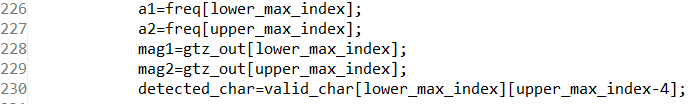 226 a1=freq[lower_max_index];
227 a2=freq[upper_max_index];
228 mag1=gtz_out[lower_max_index];
229 mag2=gtz_out[upper_max_index];
230 detected_char=valid_char[lower_max_index][upper_max_index-4];